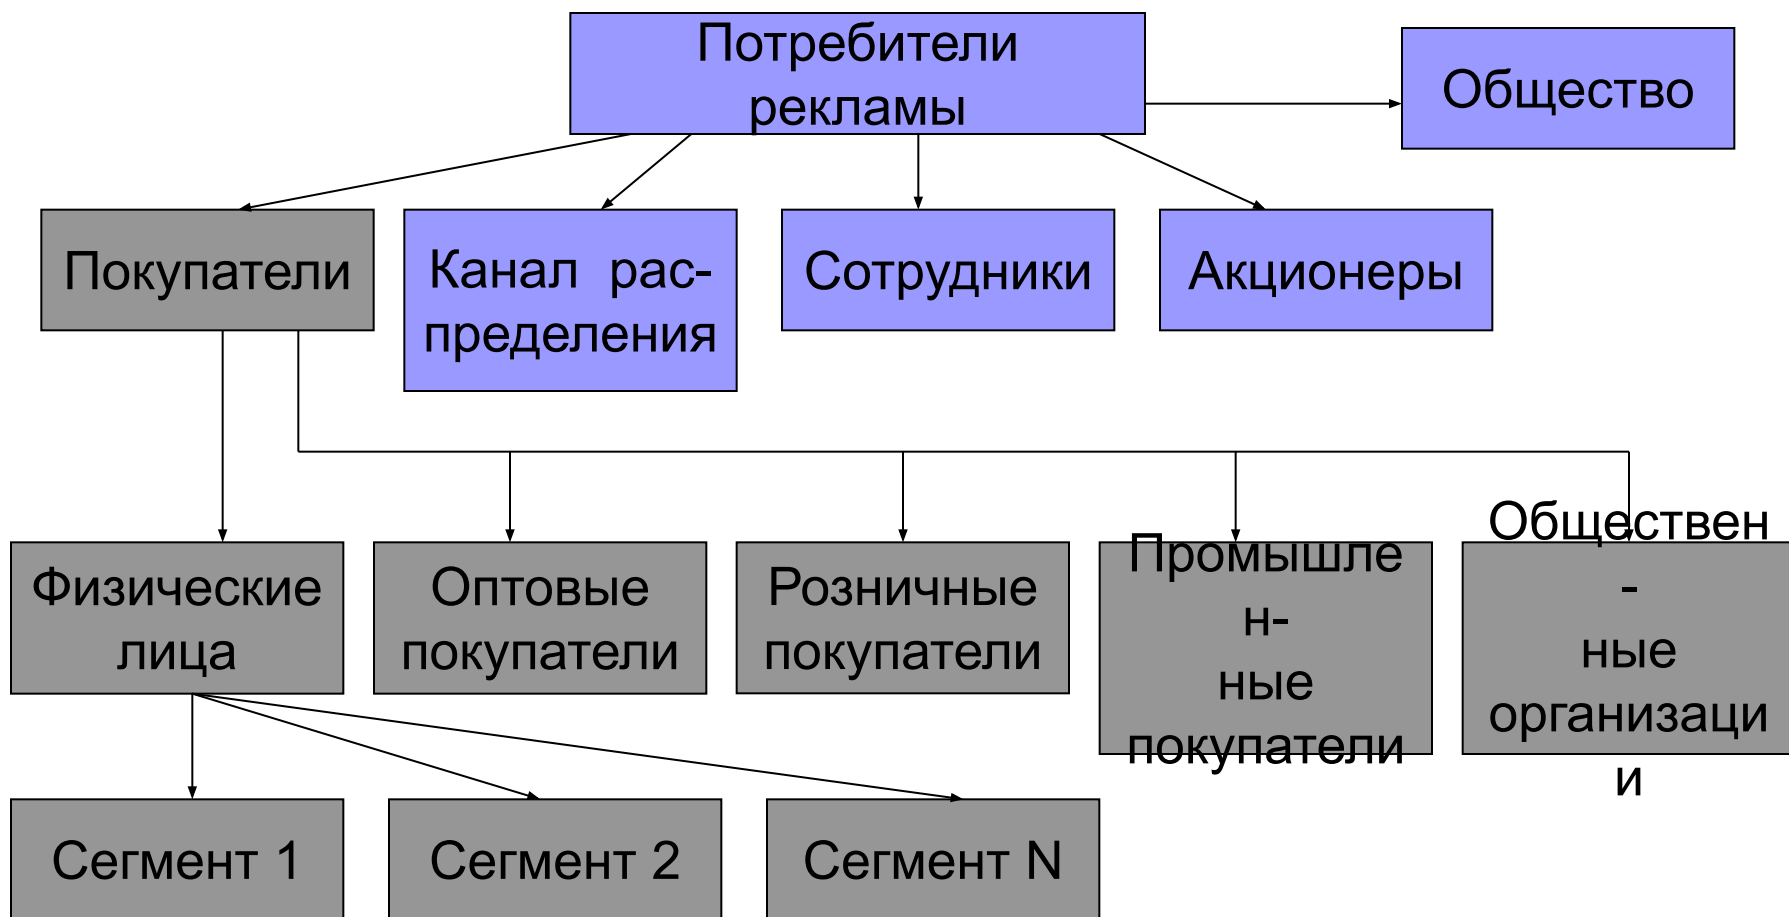 Потребители
рекламы
Общество
Покупатели
Канал рас-
пределения
Сотрудники
Акционеры
Физические
лица
Оптовые
покупатели
Розничные
покупатели
Промышле
н-
ные
покупатели
Обществен
-
ные
организаци
и
Сегмент 1
Сегмент 2
Сегмент N